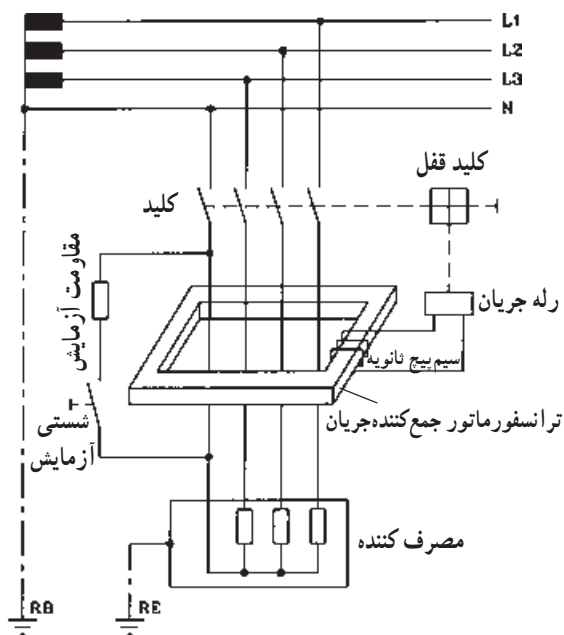 L1
L2
L3
N
کلید قفل
کلید
مقاومت آزمایش
رله جریان
سیم‌پیچ ثانویه
ترانسفورماتور جمع‌کننده‌جریان
شستی
آزمایش
مصرف کننده
RB
RE